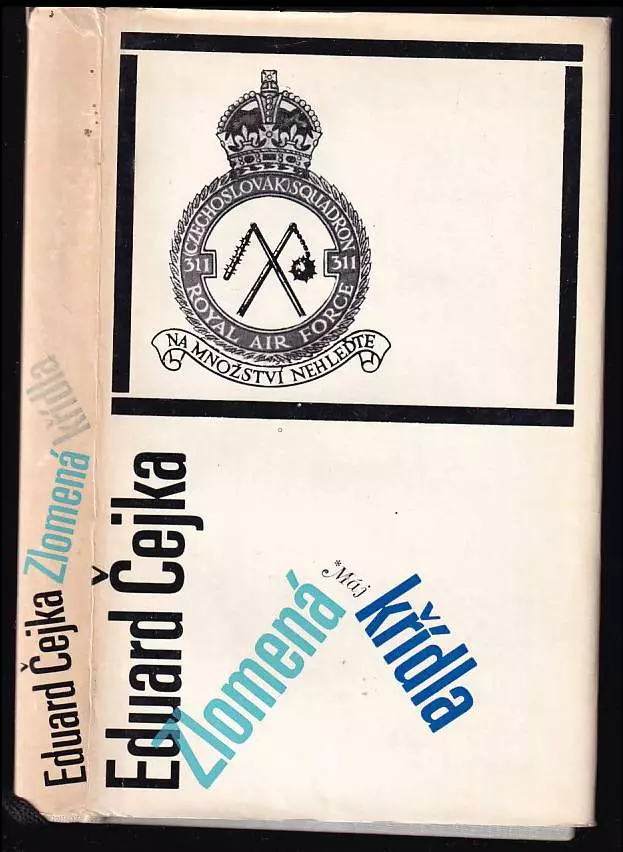 (CZECHOSLOVAK) SQUADRON
311
311
ROYAL AIR FORCE
NA MNOŽSTVÍ NEHLEĎTE
Eduard Čejka
Zlomená
*Máj
křídla
Eduard Čejka Zlomená křídla